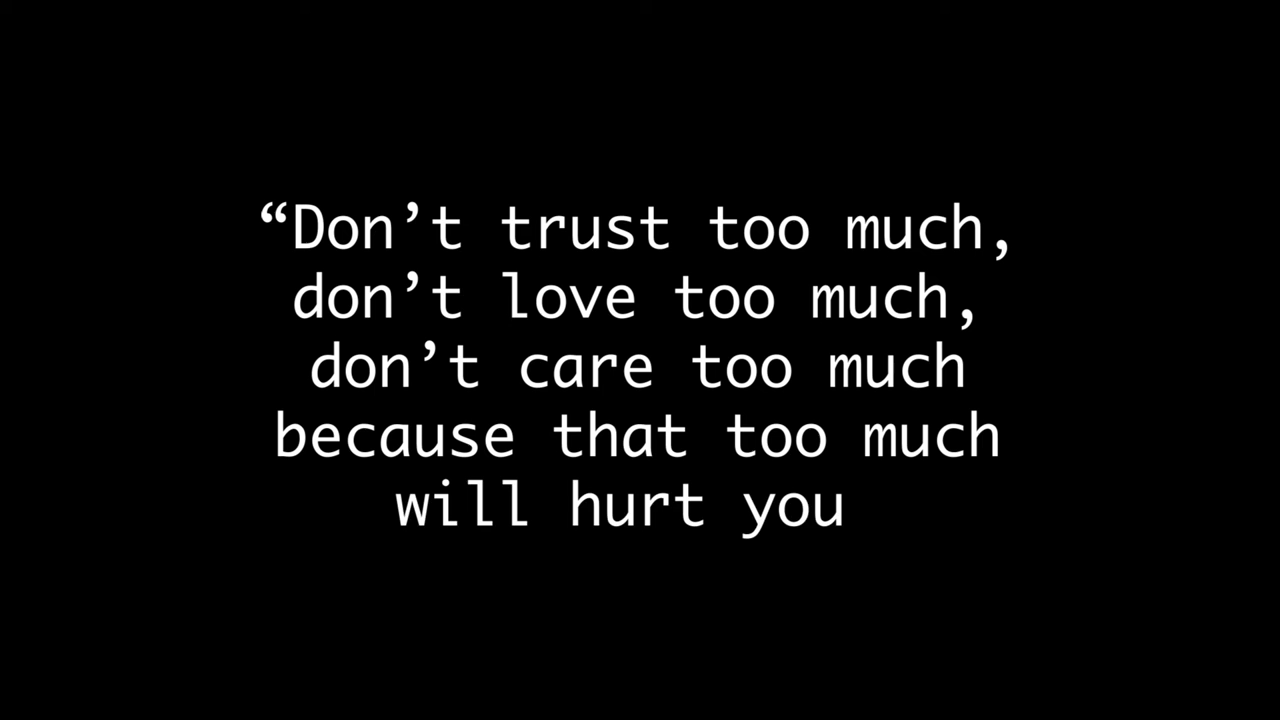 “Don’t trust too much,
don’t love too much,
don’t care too much
because that too much
will hurt you